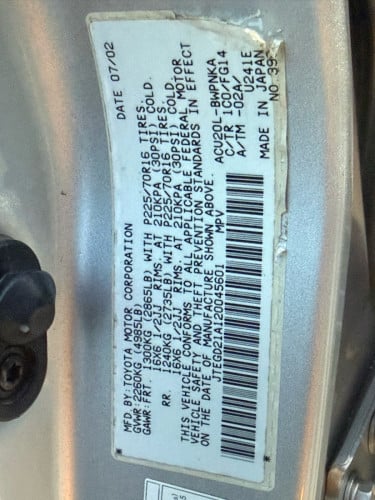 MFD. BY: TOYOTA MOTOR CORPORATION DATE 07/02
GVWR: 2260KG (4985LB)
GAWR: FRT. 1300KG (2865LB) WITH P225/70R16 TIRES.
16X6 1/2JJ RIMS AT 210KPA (30PSI) COLD.
RR. 1240KG (2735LB) WITH P225/70R16 TIRES.
16X6 1/2JJ RIMS AT 210KPA (30PSI) COLD.
THIS VEHICLE CONFORMS TO ALL APPLICABLE FEDERAL MOTOR
VEHICLE SAFETY AND THEFT PREVENTION STANDARDS IN EFFECT
ON THE DATE OF MANUFACTURE SHOWN ABOVE.
JTEGD21A120045601 MPV
ACU20L-BWPNKA
C/TR 1C0/FG14
A/TM -02A/
U241E
MADE IN JAPAN
NO 39